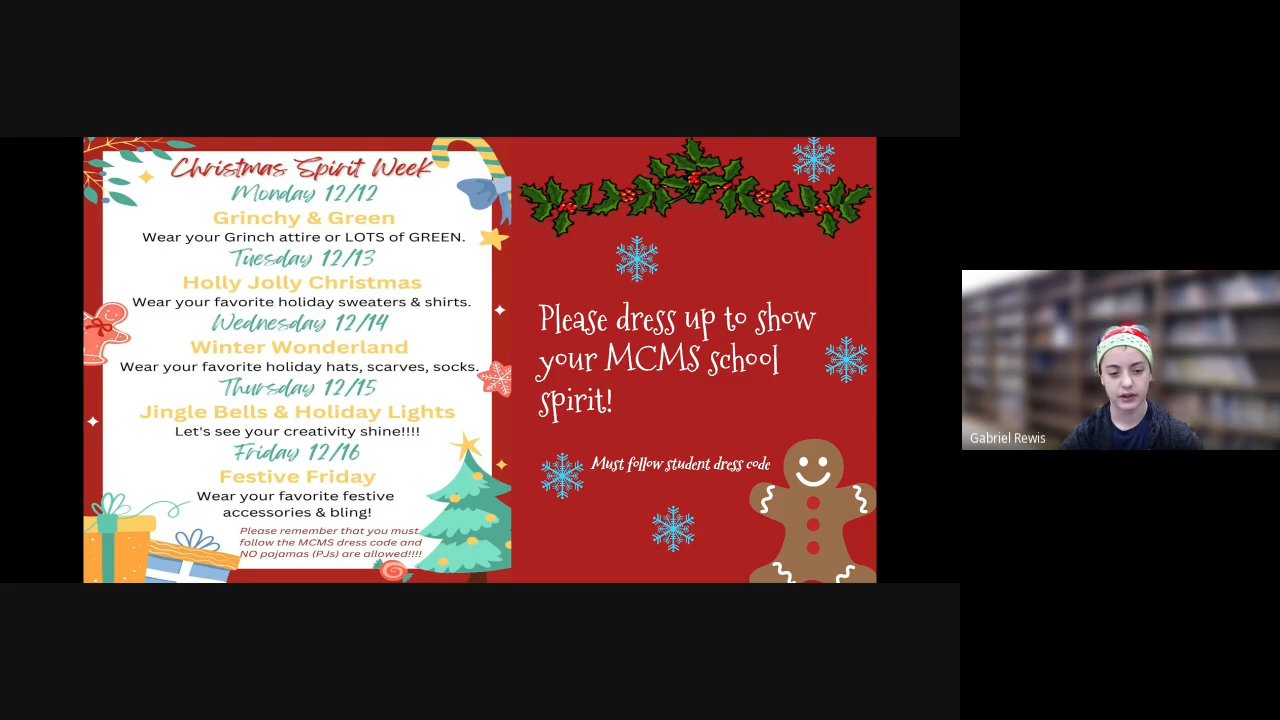 Christmas Spirit Week
Monday 12/12
Grinchy & Green
Wear your Grinch attire or LOTS of GREEN.
Tuesday 12/13
Holly Jolly Christmas
Wear your favorite holiday sweaters & shirts.
Wednesday 12/14
Winter Wonderland
Wear your favorite holiday hats, scarves, socks.
Thursday 12/15
Jingle Bells & Holiday Lights
Let's see your creativity shine!!!!
Friday 12/16
Festive Friday
Wear your favorite festive
accessories & bling!
Please remember that you must
follow the MCMS dress code and
NO pajamas (PJs) are allowed!!!!
Please dress up to show
your MCMS school
spirit!
Must follow student dress code
Gabriel Rewis